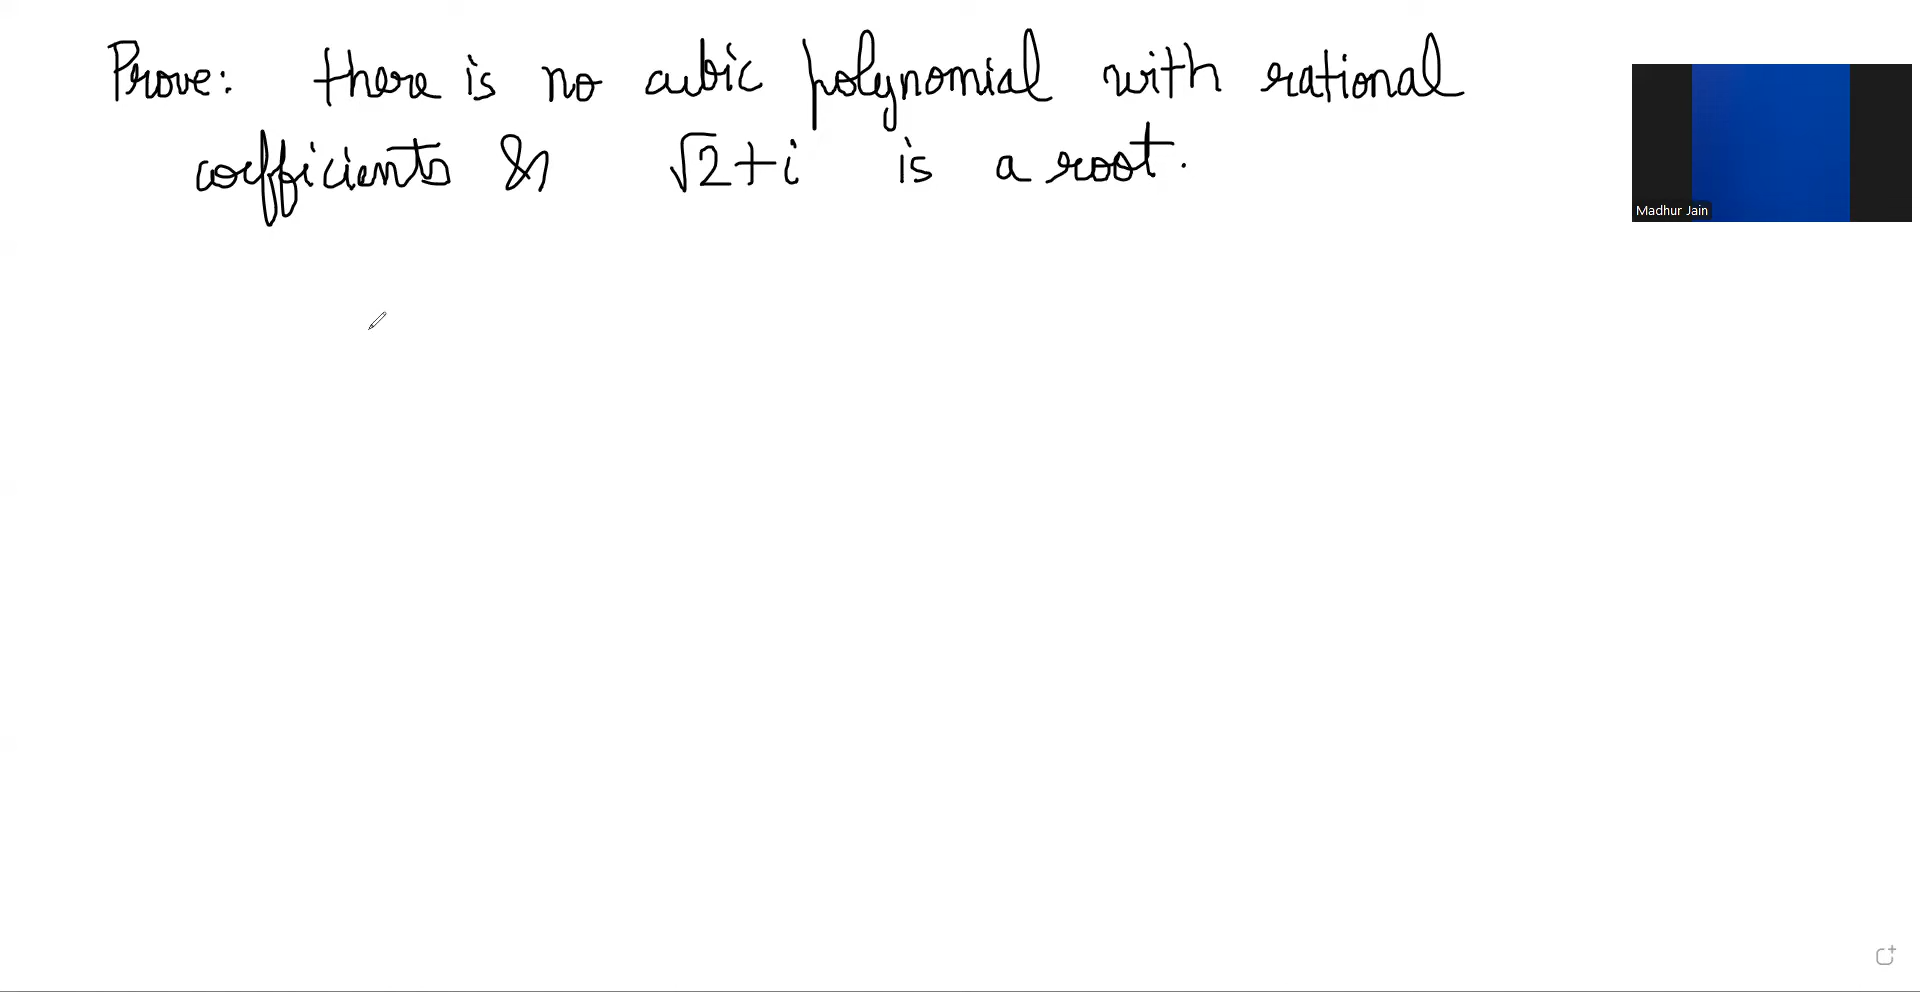 Prove: there is no cubic polynomial with rational
coefficients & √2+i is a root.
Madhur Jain